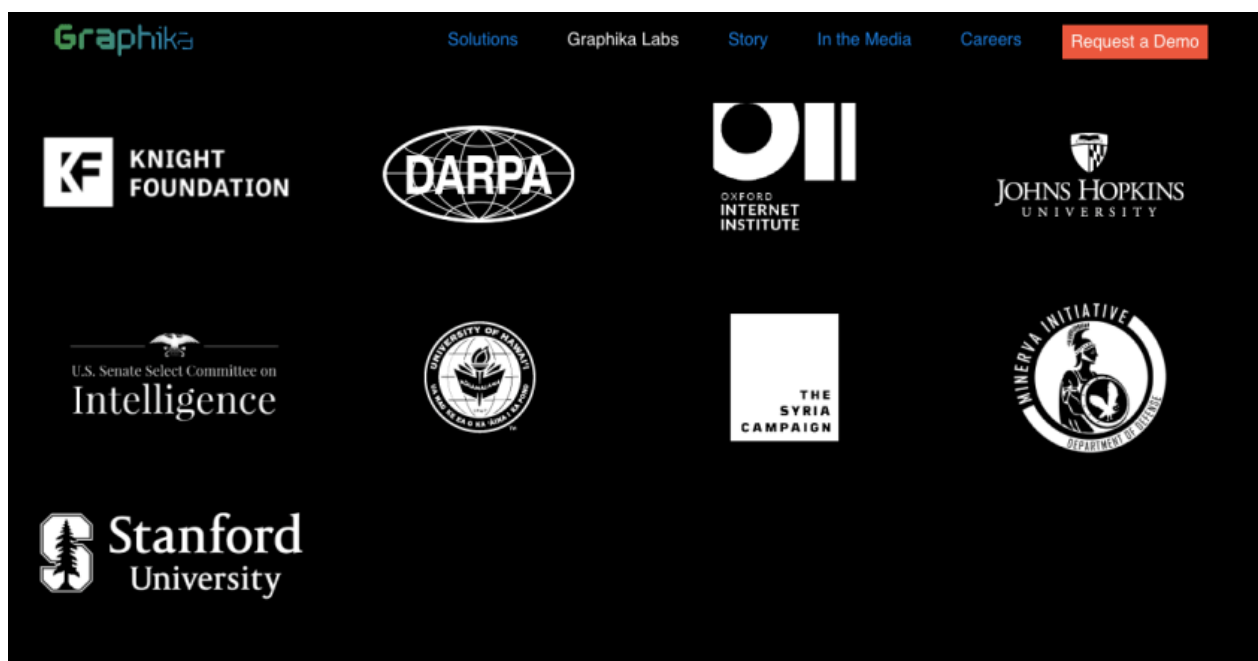 Graphika
Solutions
Graphika Labs
Story
In the Media
Careers
Request a Demo
KF
KNIGHT
FOUNDATION
DARPA
OII
OXFORD
INTERNET
INSTITUTE
JOHNS HOPKINS
UNIVERSITY
U.S. Senate Select Committee on
Intelligence
UNIVERSITY OF HAWAI'I
THE
SYRIA
CAMPAIGN
MINERVA INITIATIVE
DEPARTMENT OF DEFENSE
S
Stanford
University